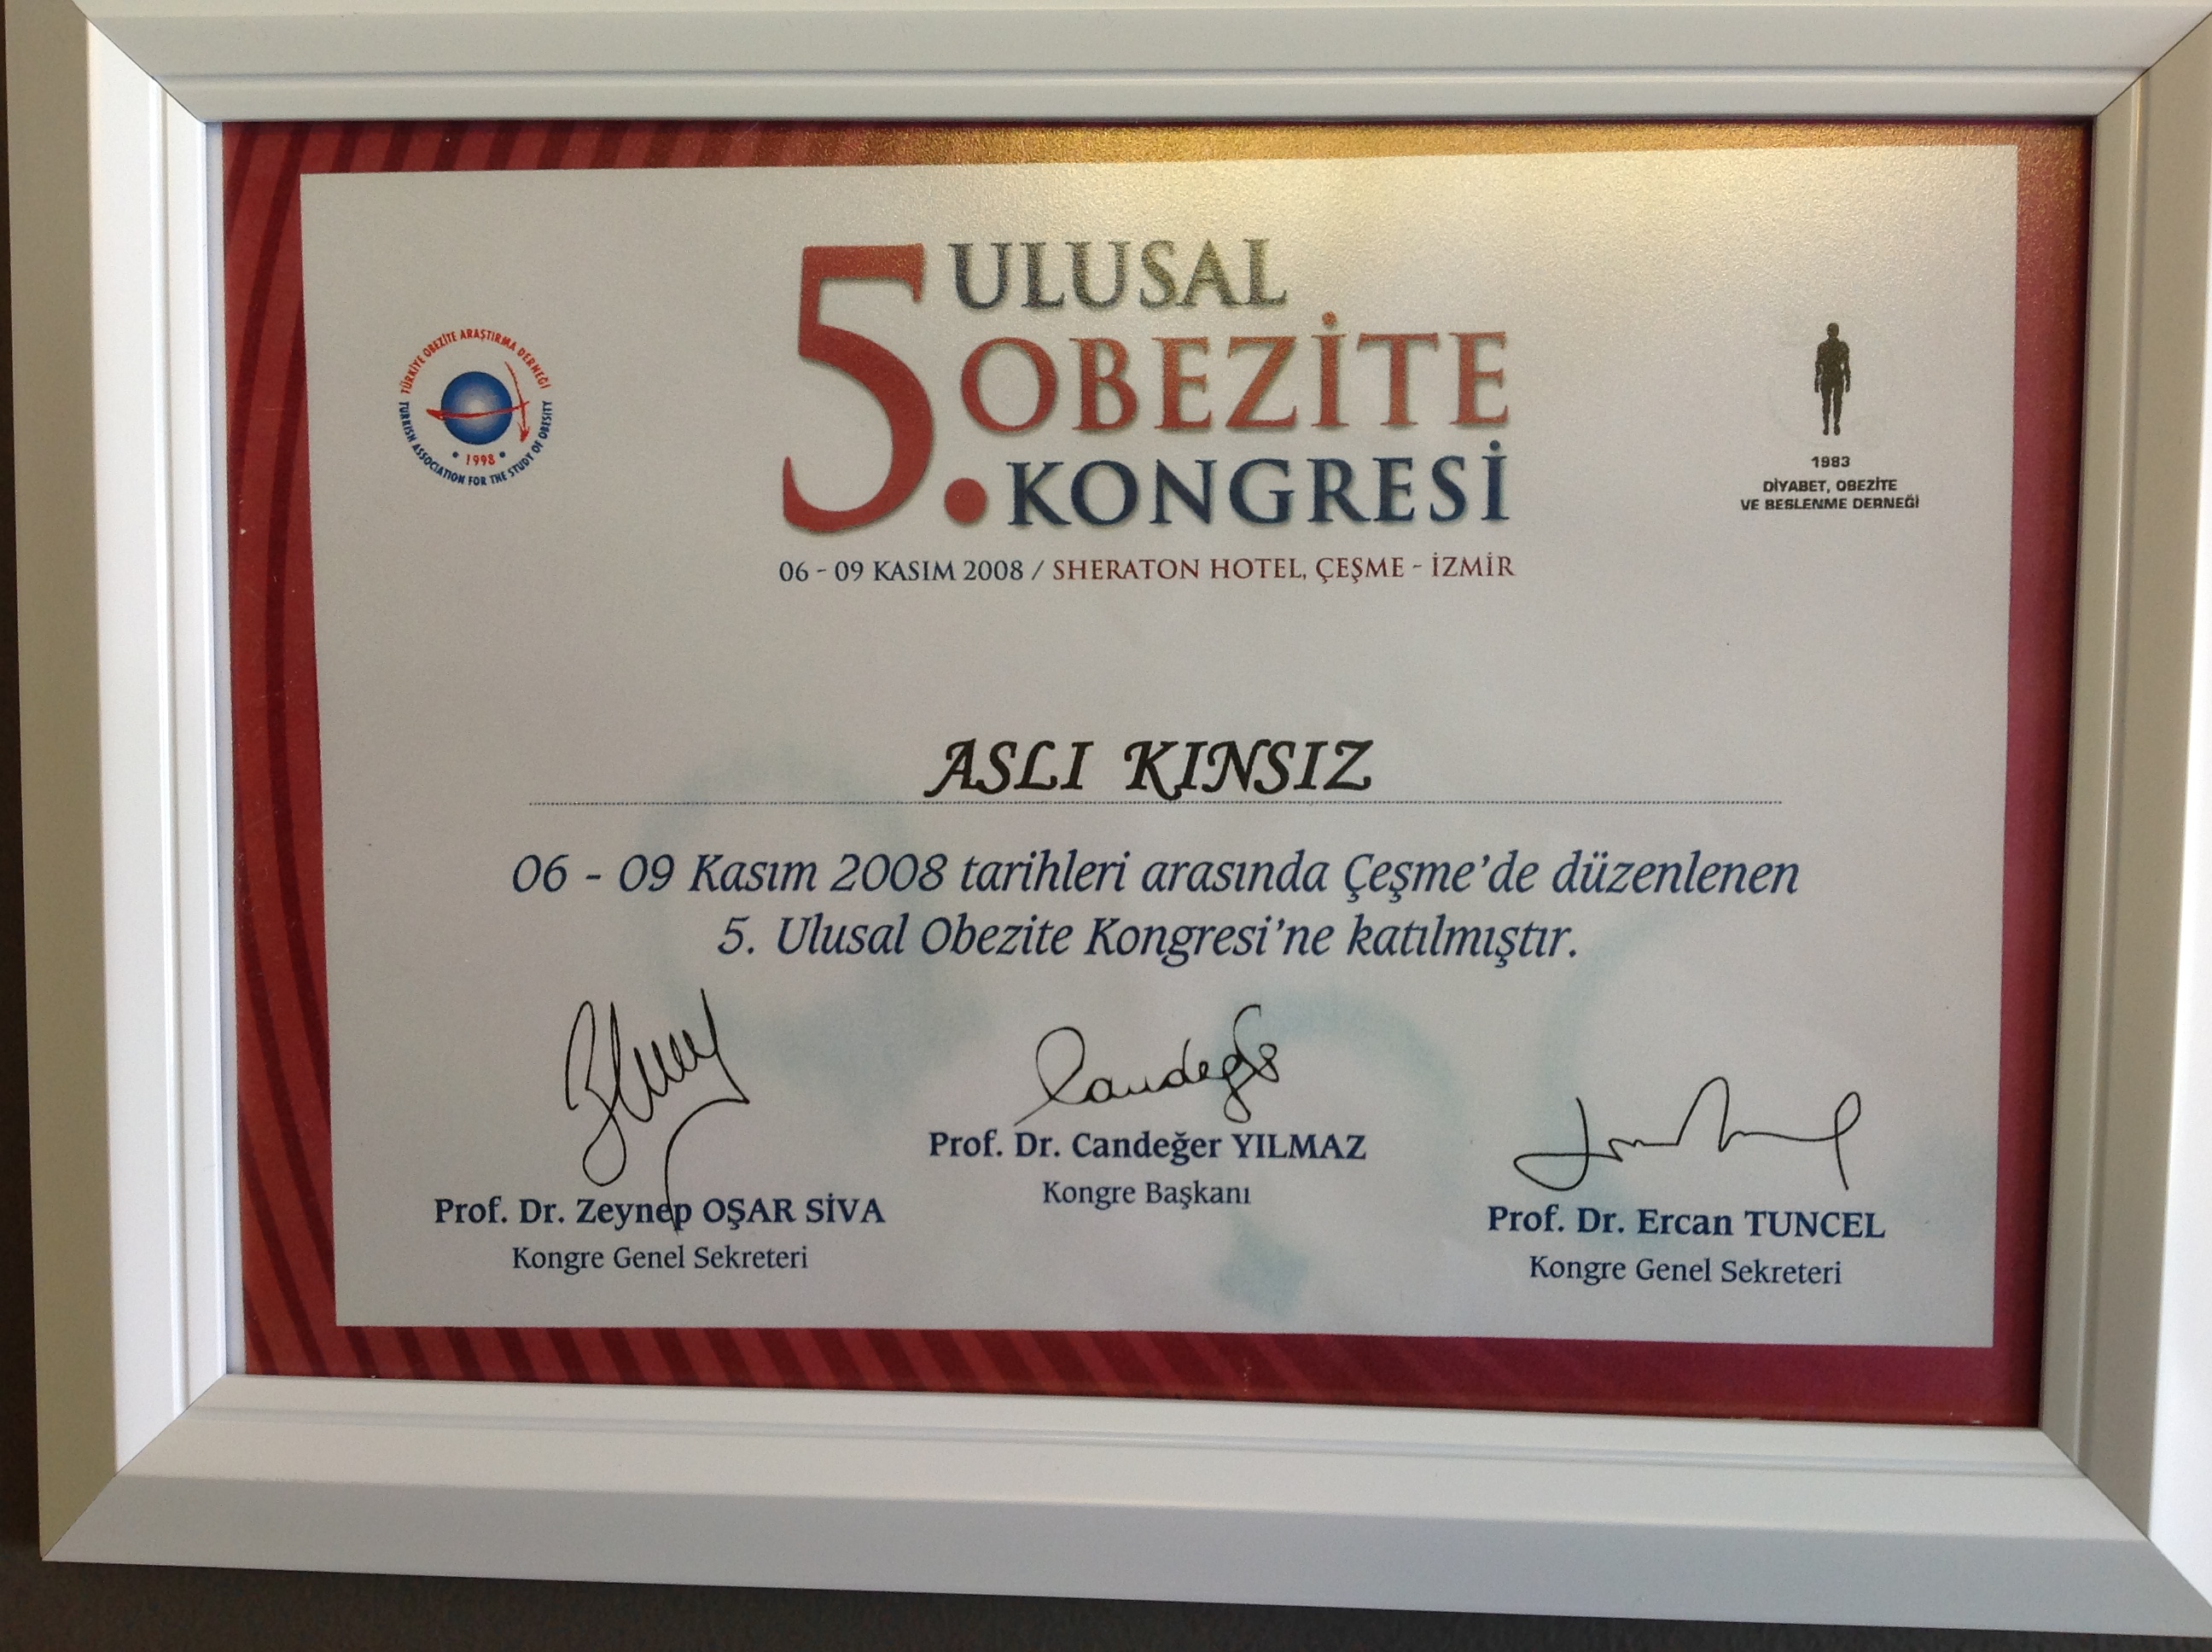 5. ULUSAL
OBEZİTE
KONGRESİ
06 - 09 KASIM 2008 / SHERATON HOTEL, ÇEŞME - İZMİR
TÜRKİYE OBEZİTE ARAŞTIRMA DERNEĞİ
TURKISH ASSOCIATION FOR THE STUDY OF OBESITY
• 1998 •
1983
DİYABET, OBEZİTE
VE BESLENME DERNEĞİ
ASLI KINSIZ
06 - 09 Kasım 2008 tarihleri arasında Çeşme'de düzenlenen
5. Ulusal Obezite Kongresi'ne katılmıştır.
Prof. Dr. Zeynep OŞAR SİVA
Kongre Genel Sekreteri
Prof. Dr. Candeğer YILMAZ
Kongre Başkanı
Prof. Dr. Ercan TUNCEL
Kongre Genel Sekreteri